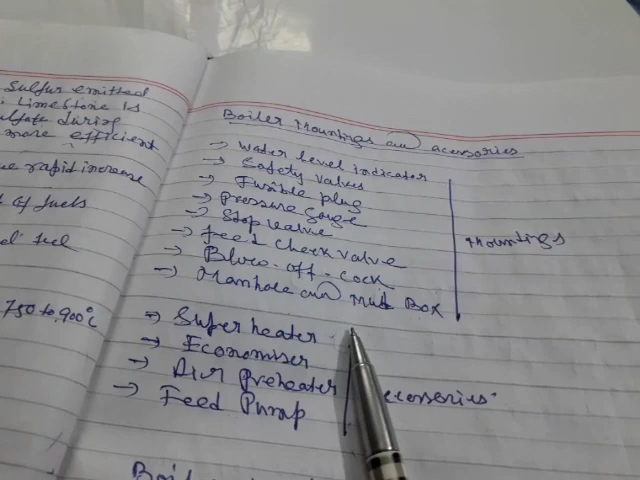 Sulfur emitted
Limestone is
during
more efficient
rapid increase
of fuels
fuel
750 to 900°C
Boiler Mountings and accessories
→ Water level indicator
→ Safety valves
→ Fusible plug
→ Pressure gauge
→ Stop valve
→ Feed check valve
→ Blow-off-cock
→ Manhole and Mud Box
Mountings
→ Super heater
→ Economiser
→ Air Preheater
→ Feed Pump
ccessories